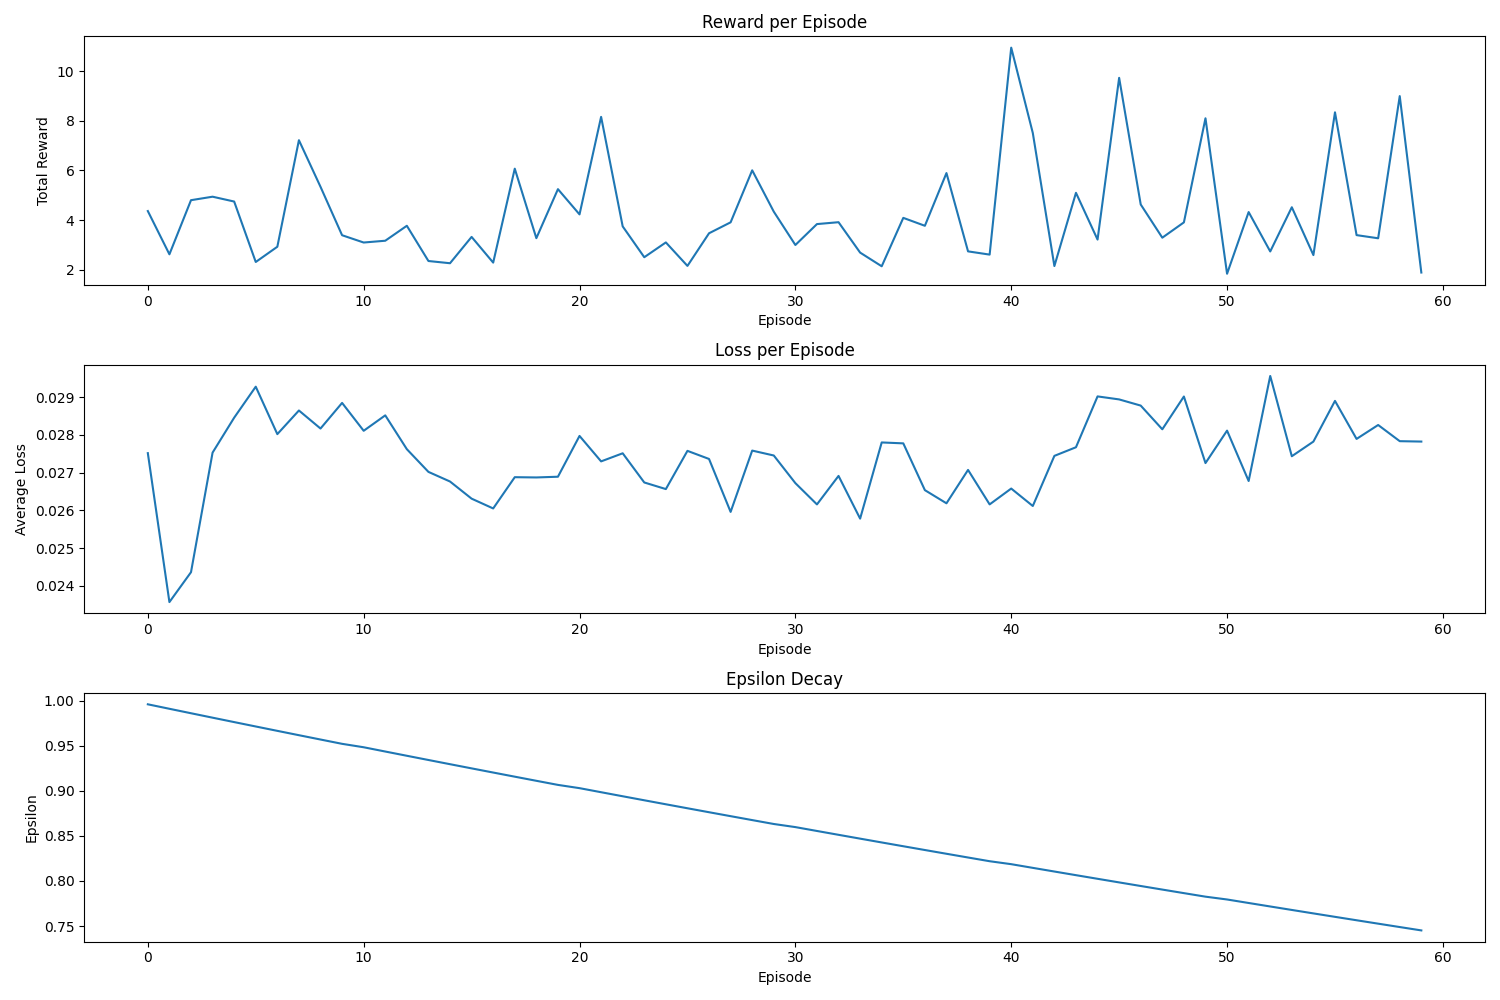 Reward per Episode
Total Reward
10
8
6
4
2
0 10 20 30 40 50 60
Episode
Loss per Episode
Average Loss
0.029
0.028
0.027
0.026
0.025
0.024
0 10 20 30 40 50 60
Episode
Epsilon Decay
Epsilon
1.00
0.95
0.90
0.85
0.80
0.75
0 10 20 30 40 50 60
Episode